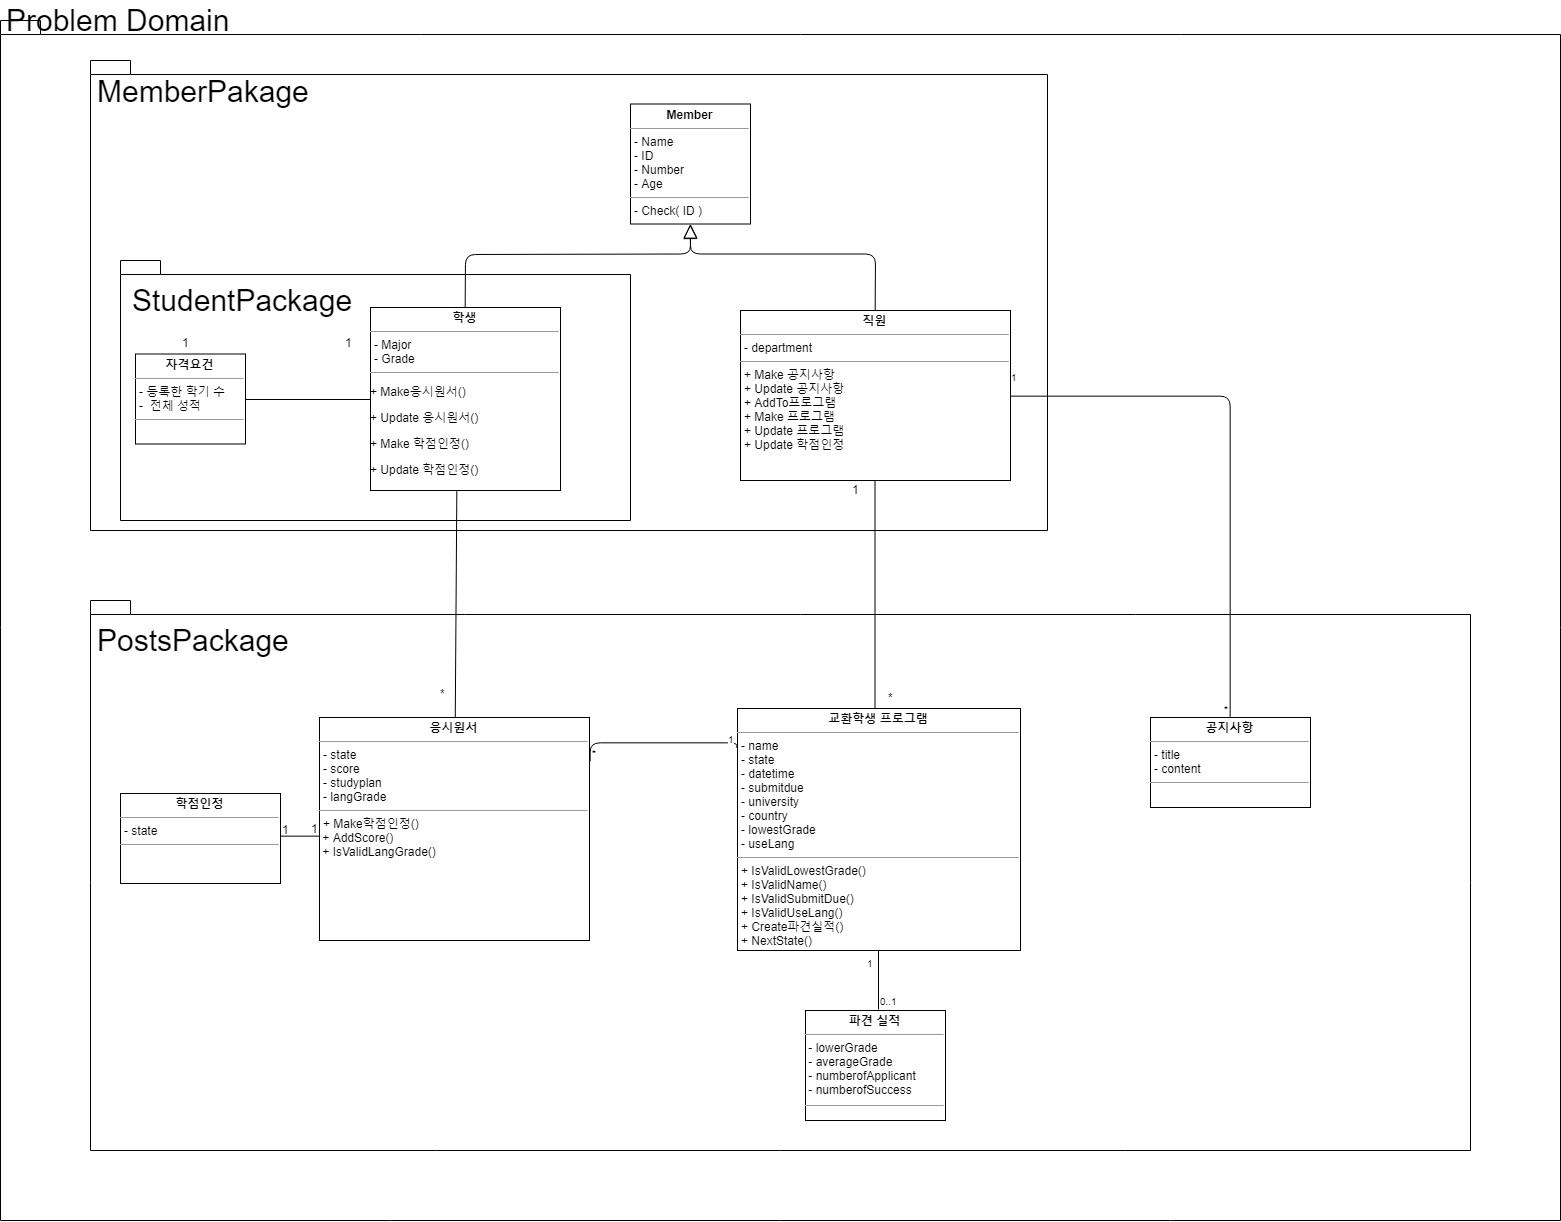 Problem Domain
MemberPakage
Member
- Name
- ID
- Number
- Age
- Check( ID )
StudentPackage
1
1
자격요건
- 등록한 학기 수
- 전체 성적
학생
- Major
- Grade
+ Make응시원서()
+ Update 응시원서()
+ Make 학점인정()
+ Update 학점인정()
직원
- department
+ Make 공지사항
+ Update 공지사항
+ AddTo프로그램
+ Make 프로그램
+ Update 프로그램
+ Update 학점인정
1
1
PostsPackage
*
*
*
학점인정
- state
1
1
응시원서
- state
- score
- studyplan
- langGrade
+ Make학점인정()
+ AddScore()
+ IsValidLangGrade()
*
1
교환학생 프로그램
- name
- state
- datetime
- submitdue
- university
- country
- lowestGrade
- useLang
+ IsValidLowestGrade()
+ IsValidName()
+ IsValidSubmitDue()
+ IsValidUseLang()
+ Create파견실적()
+ NextState()
공지사항
- title
- content
1
0..1
파견 실적
- lowerGrade
- averageGrade
- numberofApplicant
- numberofSuccess